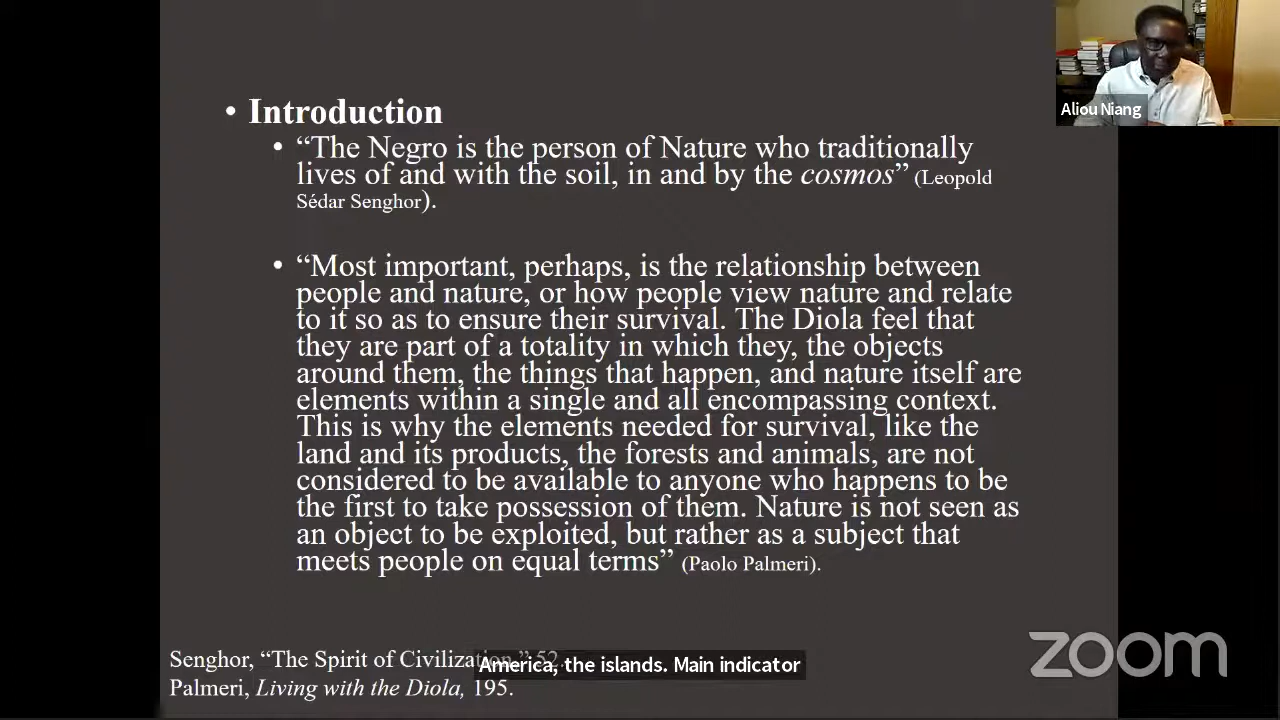 • Introduction
• “The Negro is the person of Nature who traditionally
lives of and with the soil, in and by the cosmos” (Leopold
Sédar Senghor).
• “Most important, perhaps, is the relationship between
people and nature, or how people view nature and relate
to it so as to ensure their survival. The Diola feel that
they are part of a totality in which they, the objects
around them, the things that happen, and nature itself are
elements within a single and all encompassing context.
This is why the elements needed for survival, like the
land and its products, the forests and animals, are not
considered to be available to anyone who happens to be
the first to take possession of them. Nature is not seen as
an object to be exploited, but rather as a subject that
meets people on equal terms” (Paolo Palmeri).
Senghor, “The Spirit of Civilization,” 52.
Palmeri, Living with the Diola, 195.
America, the islands. Main indicator
Aliou Niang
zoom